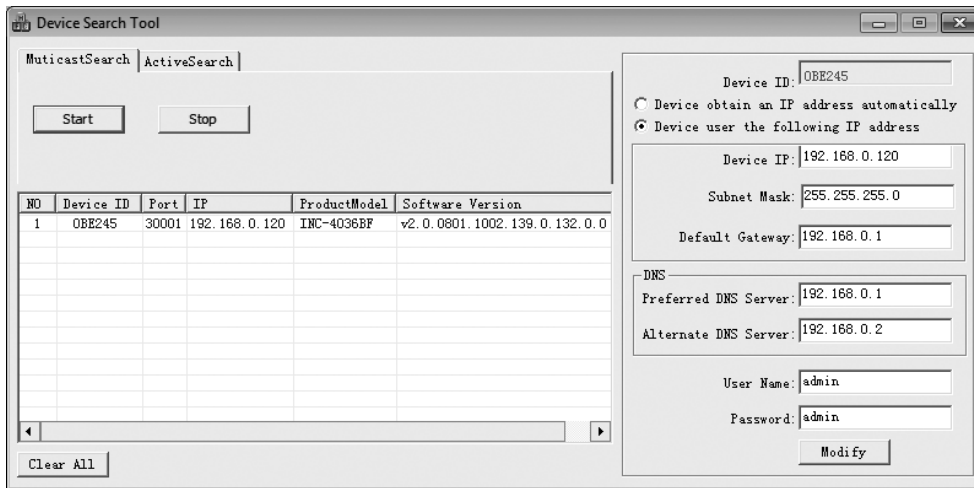 Device Search Tool
MuticastSearch ActiveSearch
Start Stop
NO Device ID Port IP ProductModel Software Version
1 0BE245 30001 192.168.0.120 INC-4036BF v2.0.0801.1002.139.0.132.0.0
Clear All
Device ID: 0BE245
Device obtain an IP address automatically
Device user the following IP address
Device IP: 192.168.0.120
Subnet Mask: 255.255.255.0
Default Gateway: 192.168.0.1
DNS
Preferred DNS Server: 192.168.0.1
Alternate DNS Server: 192.168.0.2
User Name: admin
Password: admin
Modify